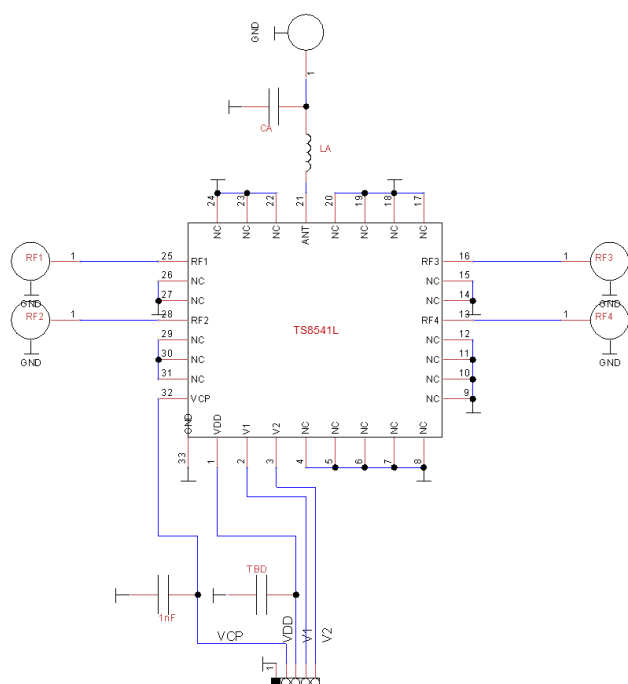 GND
1
CA
LA
24
23
22
21
20
19
18
17
NC
NC
NC
ANT
NC
NC
NC
NC
RF1
1
25
RF1
RF3
16
1
RF3
26
NC
NC
15
GND
27
NC
NC
14
GND
RF2
1
28
RF2
TS8541L
RF4
13
1
RF4
29
NC
NC
12
GND
30
NC
NC
11
GND
31
NC
NC
10
32
VCP
NC
9
GND
VDD
V1
V2
NC
NC
NC
NC
NC
33
1
2
3
4
5
6
7
8
TBD
1nF
VCP
VDD
V1
V2
1